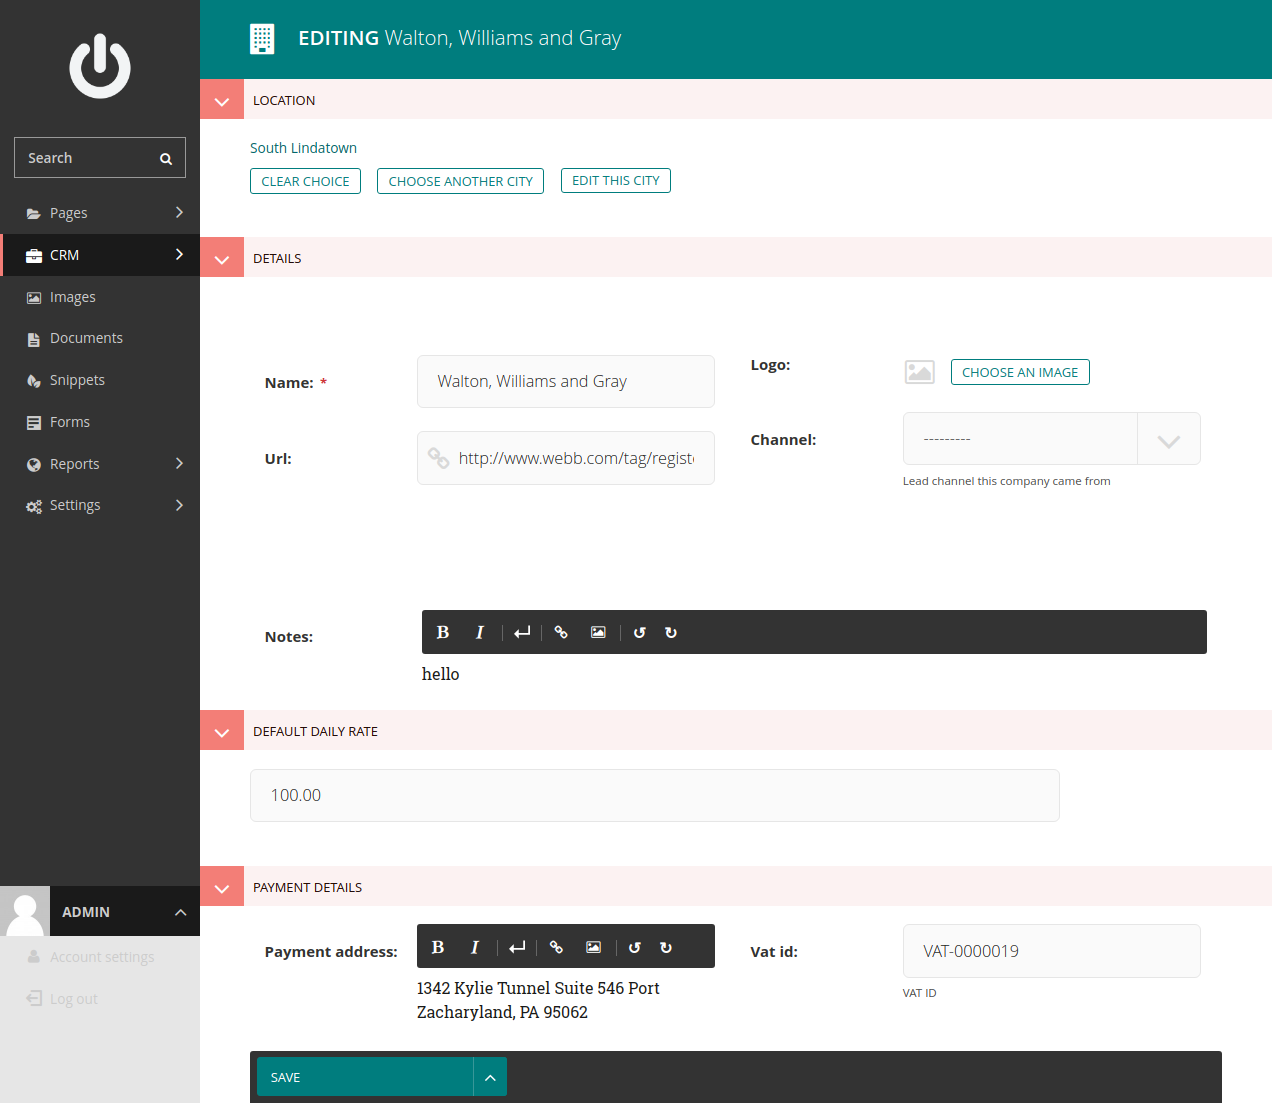 EDITING Walton, Williams and Gray
Search
Pages
CRM
Images
Documents
Snippets
Forms
Reports
Settings
ADMIN
Account settings
Log out
LOCATION
South Lindatown
CLEAR CHOICE
CHOOSE ANOTHER CITY
EDIT THIS CITY
DETAILS
Name: *
Walton, Williams and Gray
Logo:
CHOOSE AN IMAGE
Url:
http://www.webb.com/tag/regist
Channel:
---------
Lead channel this company came from
Notes:
B I
hello
DEFAULT DAILY RATE
100.00
PAYMENT DETAILS
Payment address:
B I
1342 Kylie Tunnel Suite 546 Port
Zacharyland, PA 95062
Vat id:
VAT-0000019
VAT ID
SAVE